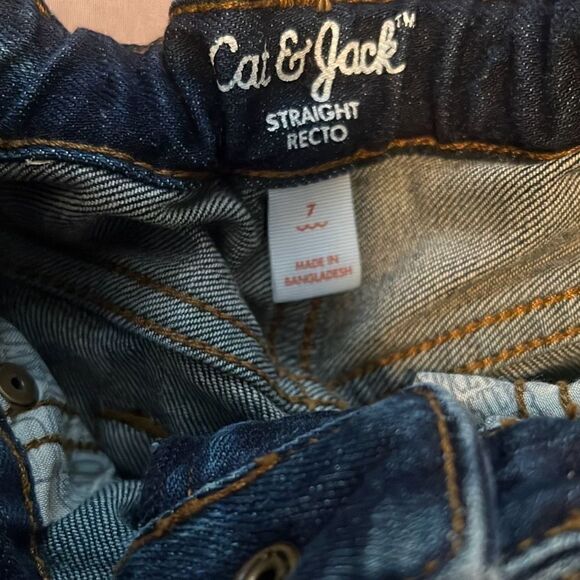 Cat & Jack™
STRAIGHT
RECTO
7
MADE IN
BANGLADESH